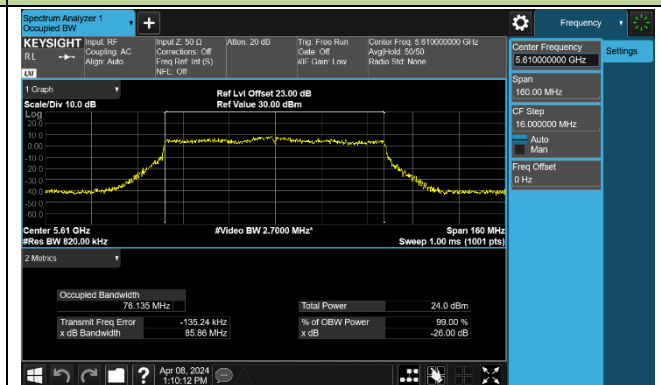 Spectrum Analyzer 1
Occupied BW
+
Frequency
KEYSIGHT
RL
LXI
Input: RF
Coupling: AC
Align: Auto
Input Z: 50 Ω
Corrections: Off
Freq Ref: Int (S)
NFE: Off
Atten: 20 dB
Trig: Free Run
Gate: Off
#IF Gain: Low
Center Freq: 5.610000000 GHz
Avg|Hold: 50/50
Radio Std: None
Center Frequency
5.610000000 GHz
Settings
Span
160.00 MHz
CF Step
16.000000 MHz
Auto
Man
Freq Offset
0 Hz
1 Graph
Scale/Div 10.0 dB
Ref Lvl Offset 23.00 dB
Ref Value 30.00 dBm
Log
20.0
10.0
0.00
-10.0
-20.0
-30.0
-40.0
-50.0
-60.0
Center 5.61 GHz
#Res BW 820.00 kHz
#Video BW 2.7000 MHz*
Span 160 MHz
Sweep 1.00 ms (1001 pts)
2 Metrics
Occupied Bandwidth
76.135 MHz
Total Power 24.0 dBm
Transmit Freq Error -135.24 kHz
% of OBW Power 99.00 %
x dB Bandwidth 85.86 MHz
x dB -26.00 dB
?
Apr 08, 2024
1:10:12 PM